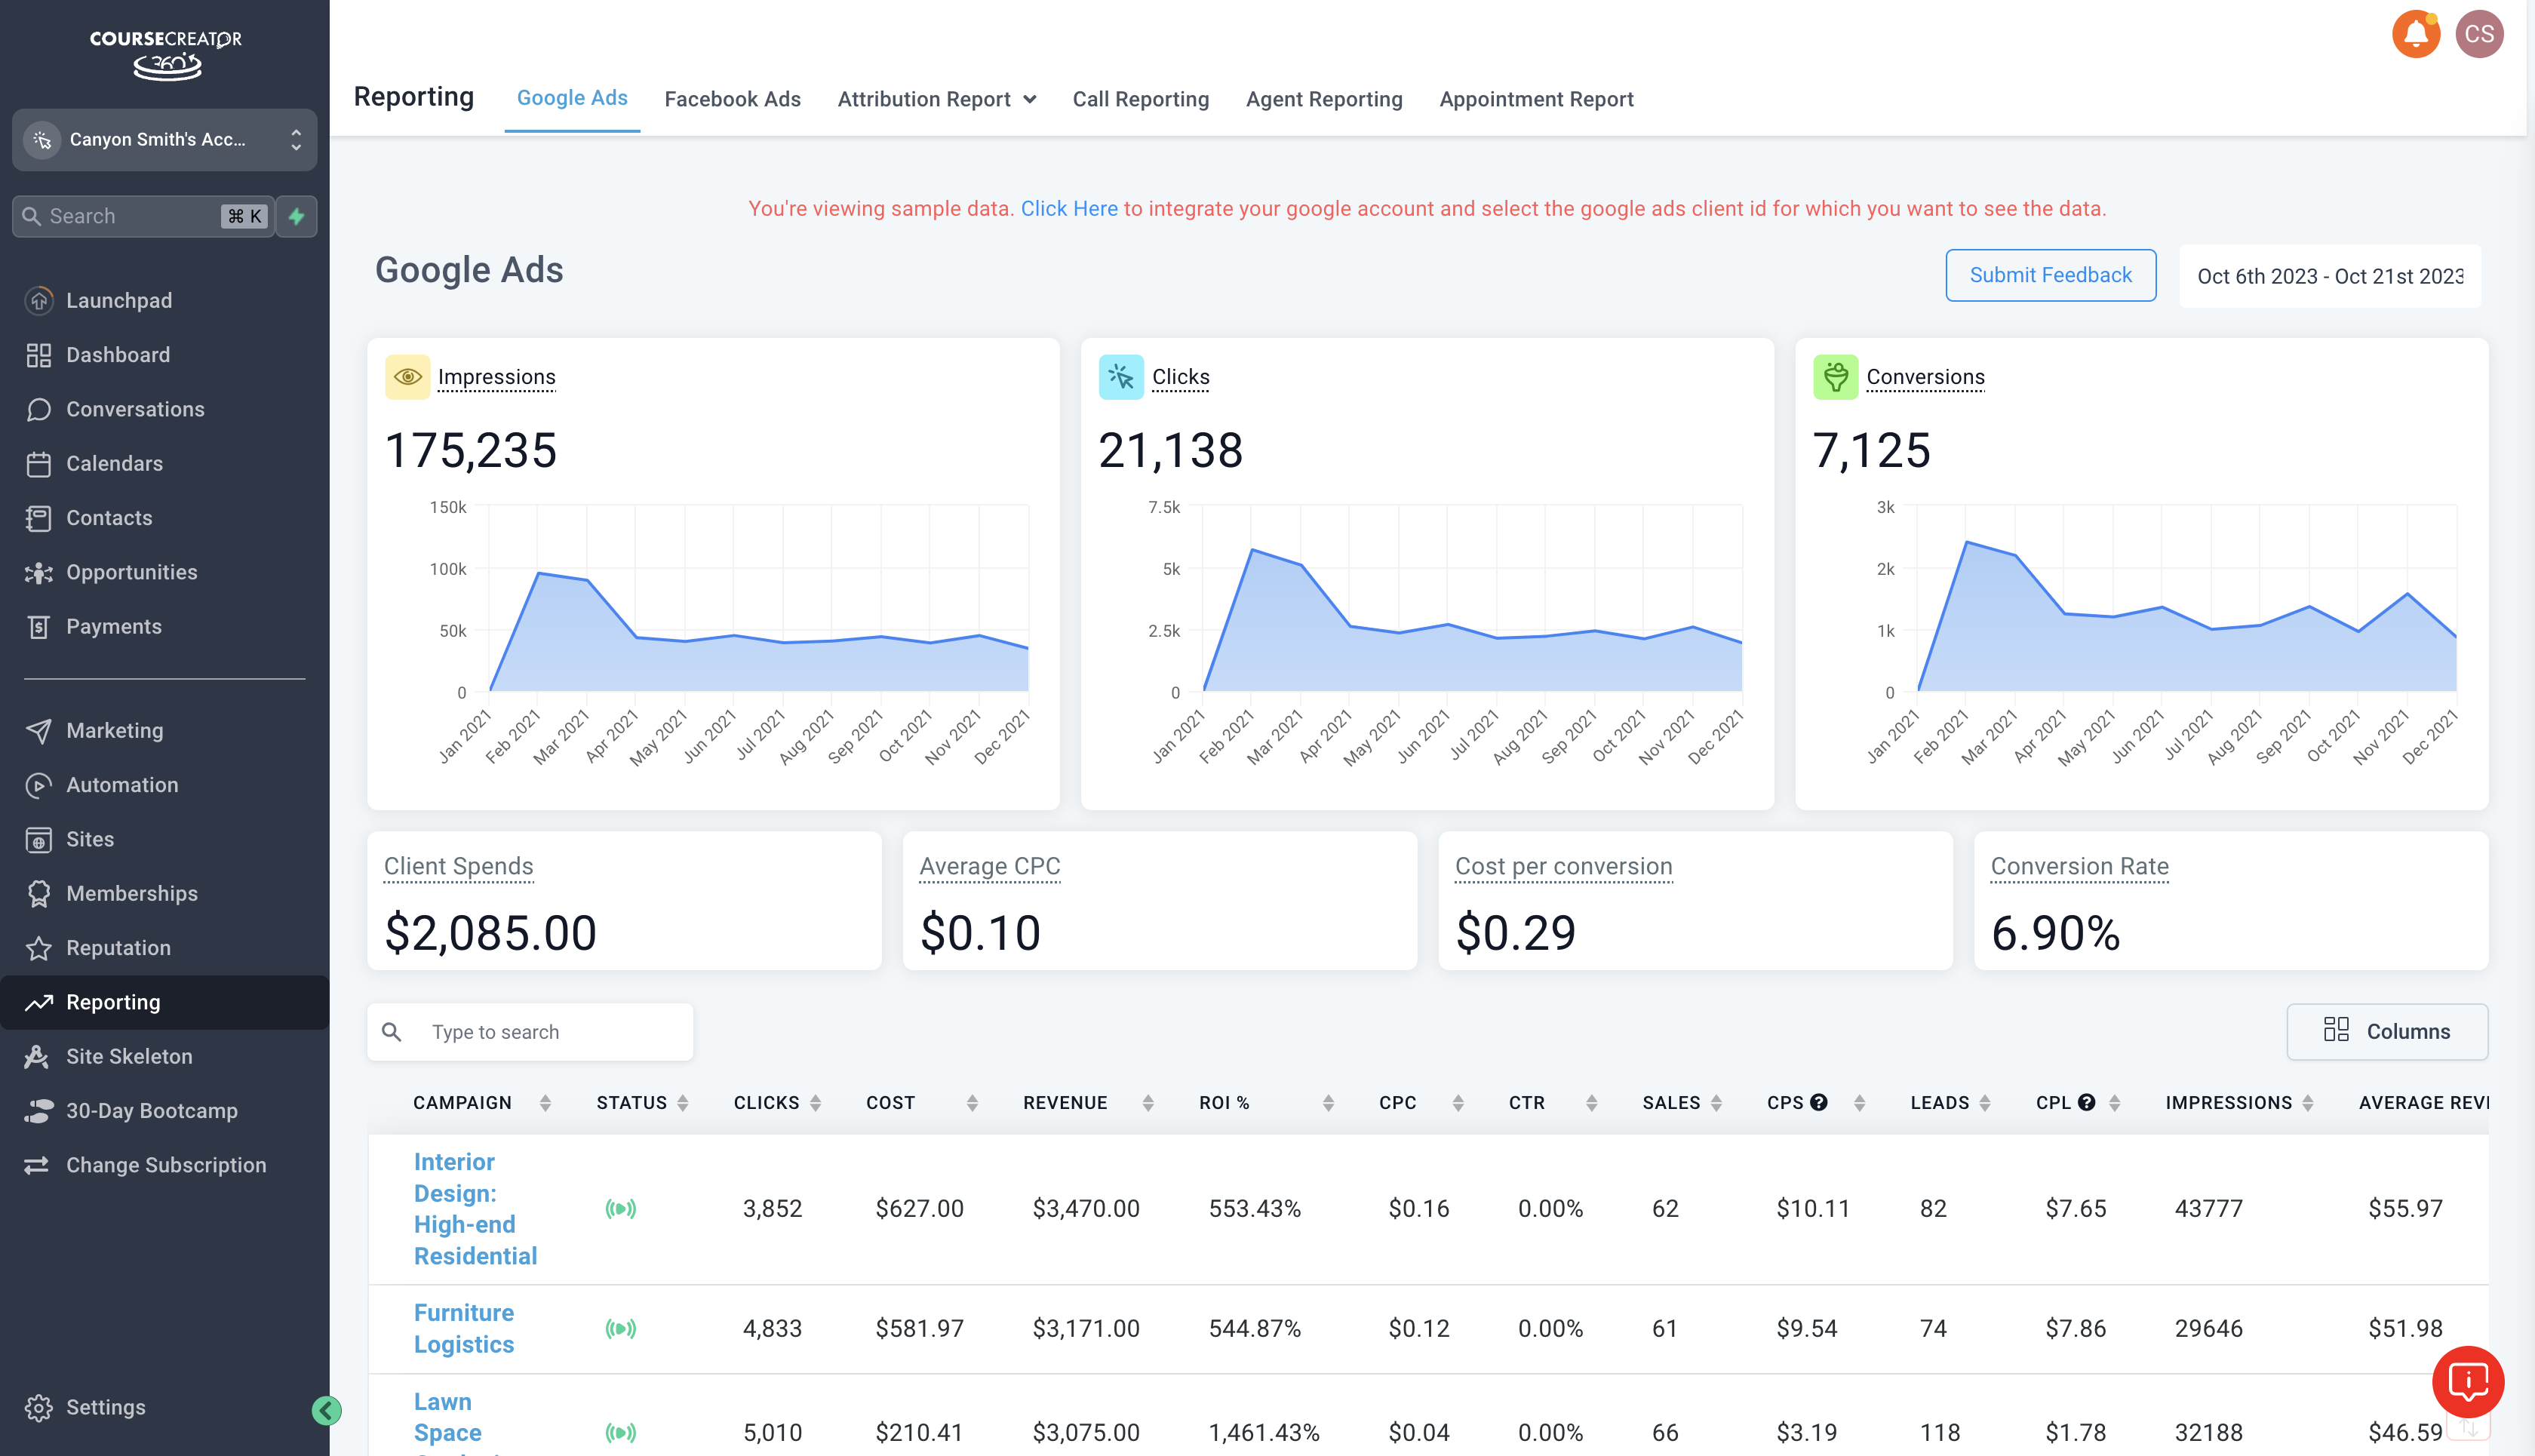 COURSECREATOR
360
Canyon Smith's Acc...
Search
⌘ K
Launchpad
Dashboard
Conversations
Calendars
Contacts
Opportunities
Payments
Marketing
Automation
Sites
Memberships
Reputation
Reporting
Site Skeleton
30-Day Bootcamp
Change Subscription
Settings
CS
Reporting
Google Ads
Facebook Ads
Attribution Report
Call Reporting
Agent Reporting
Appointment Report
You're viewing sample data. Click Here to integrate your google account and select the google ads client id for which you want to see the data.
Google Ads
Submit Feedback
Oct 6th 2023 - Oct 21st 2023
Impressions
175,235
150k
100k
50k
0
Jan 2021
Feb 2021
Mar 2021
Apr 2021
May 2021
Jun 2021
Jul 2021
Aug 2021
Sep 2021
Oct 2021
Nov 2021
Dec 2021
Clicks
21,138
7.5k
5k
2.5k
0
Jan 2021
Feb 2021
Mar 2021
Apr 2021
May 2021
Jun 2021
Jul 2021
Aug 2021
Sep 2021
Oct 2021
Nov 2021
Dec 2021
Conversions
7,125
3k
2k
1k
0
Jan 2021
Feb 2021
Mar 2021
Apr 2021
May 2021
Jun 2021
Jul 2021
Aug 2021
Sep 2021
Oct 2021
Nov 2021
Dec 2021
Client Spends
$2,085.00
Average CPC
$0.10
Cost per conversion
$0.29
Conversion Rate
6.90%
Type to search
Columns
CAMPAIGN STATUS CLICKS COST REVENUE ROI % CPC CTR SALES CPS LEADS CPL IMPRESSIONS AVERAGE
Interior
Design:
High-end
Residential
3,852 $627.00 $3,470.00 553.43% $0.16 0.00% 62 $10.11 82 $7.65 43777 $55.97
Furniture
Logistics
4,833 $581.97 $3,171.00 544.87% $0.12 0.00% 61 $9.54 74 $7.86 29646 $51.98
Lawn
Space
5,010 $210.41 $3,075.00 1,461.43% $0.04 0.00% 66 $3.19 118 $1.78 32188 $46.59